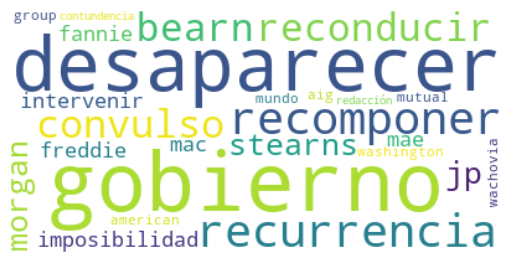 group contundencia
fannie bearn reconducir
desaparecer
intervenir mundo aig redacción mutual
convulso recomponer
freddie mac stearns mae washington
morgan gobierno jp wachovia
american
imposibilidad recurrencia